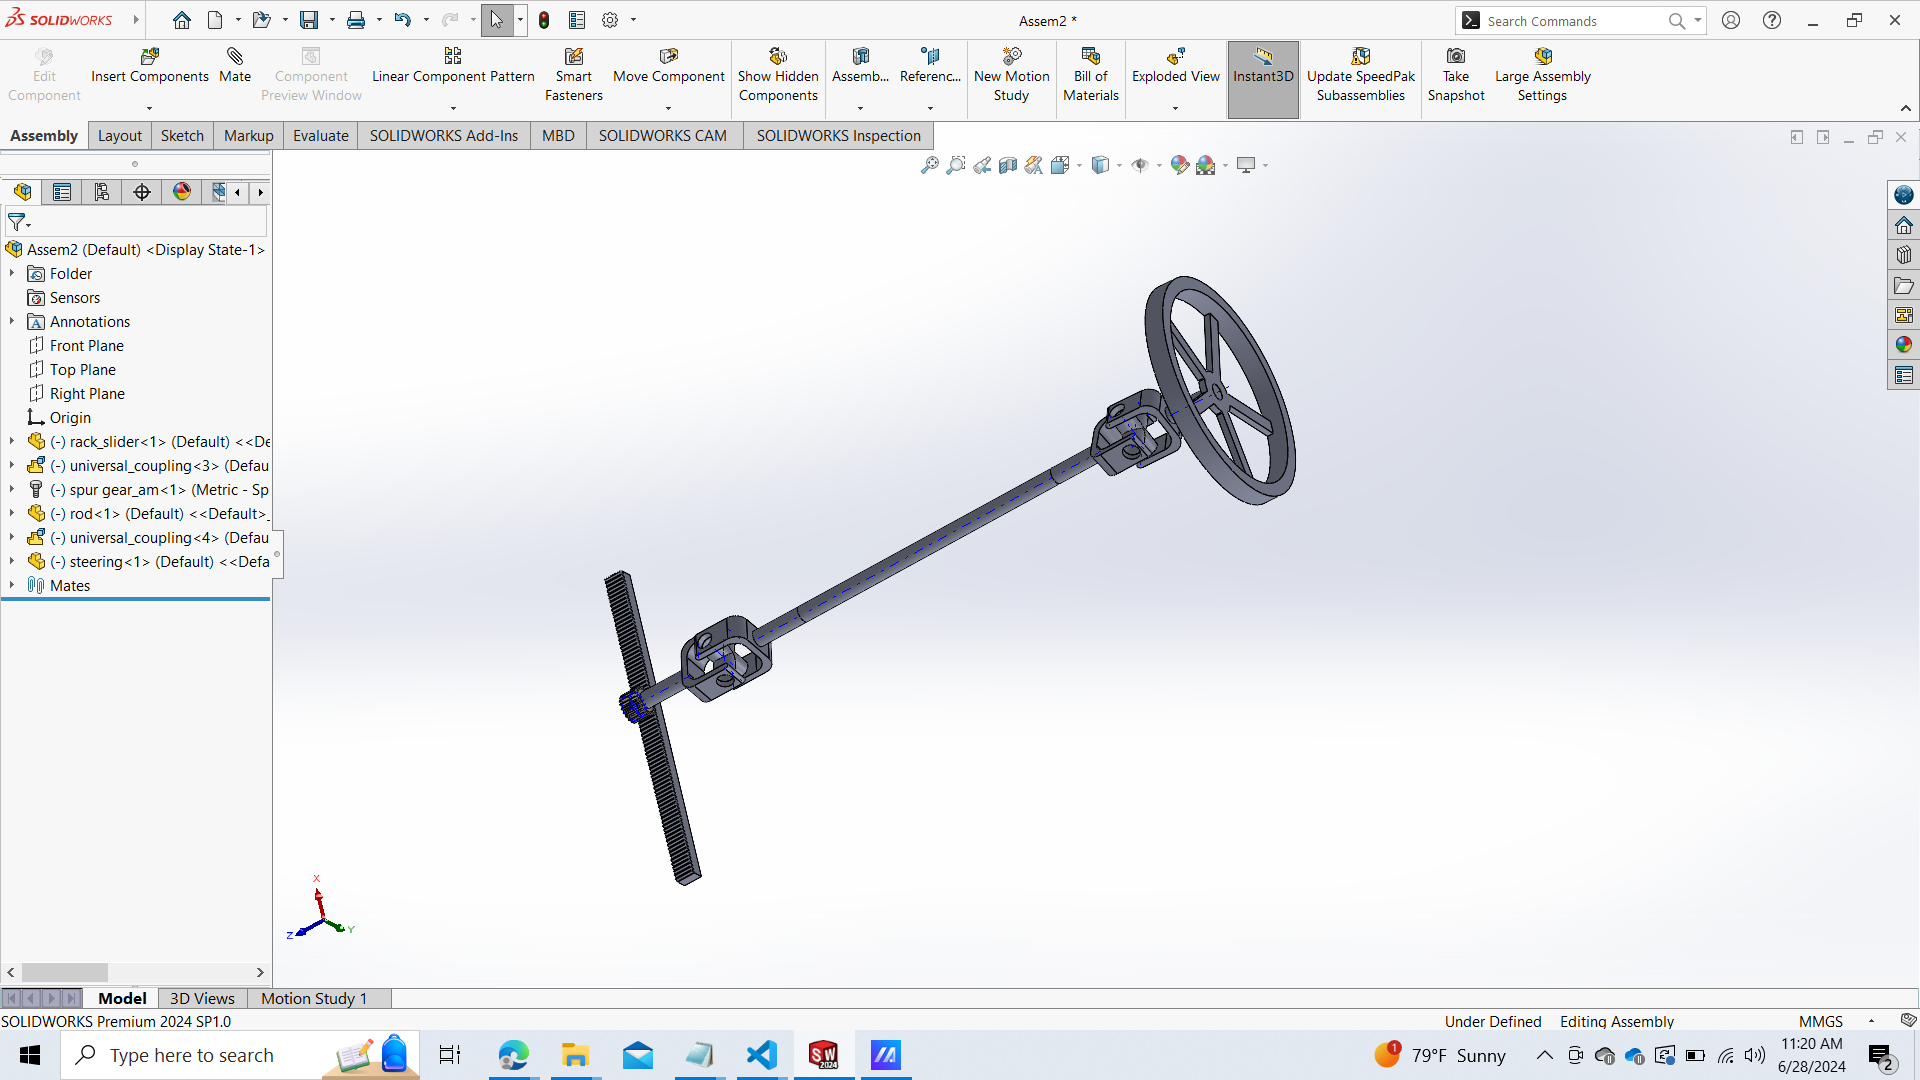 SOLIDWORKS
Assem2 *
Search Commands
Edit Component
Insert Components
Mate
Component Preview Window
Linear Component Pattern
Smart Fasteners
Move Component
Show Hidden Components
Assemb...
Referenc...
New Motion Study
Bill of Materials
Exploded View
Instant3D
Update SpeedPak Subassemblies
Take Snapshot
Large Assembly Settings
Assembly
Layout
Sketch
Markup
Evaluate
SOLIDWORKS Add-Ins
MBD
SOLIDWORKS CAM
SOLIDWORKS Inspection
Assem2 (Default) <Display State-1>
Folder
Sensors
Annotations
Front Plane
Top Plane
Right Plane
Origin
(-) rack_slider<1> (Default) <<De
(-) universal_coupling<3> (Defau
(-) spur gear_am<1> (Metric - Sp
(-) rod<1> (Default) <<Default>_
(-) universal_coupling<4> (Defau
(-) steering<1> (Default) <<Defa
Mates
X
Y
Z
Model
3D Views
Motion Study 1
SOLIDWORKS Premium 2024 SP1.0
Under Defined
Editing Assembly
MMGS
Type here to search
SW
2024
1
79°F Sunny
11:20 AM
6/28/2024
2